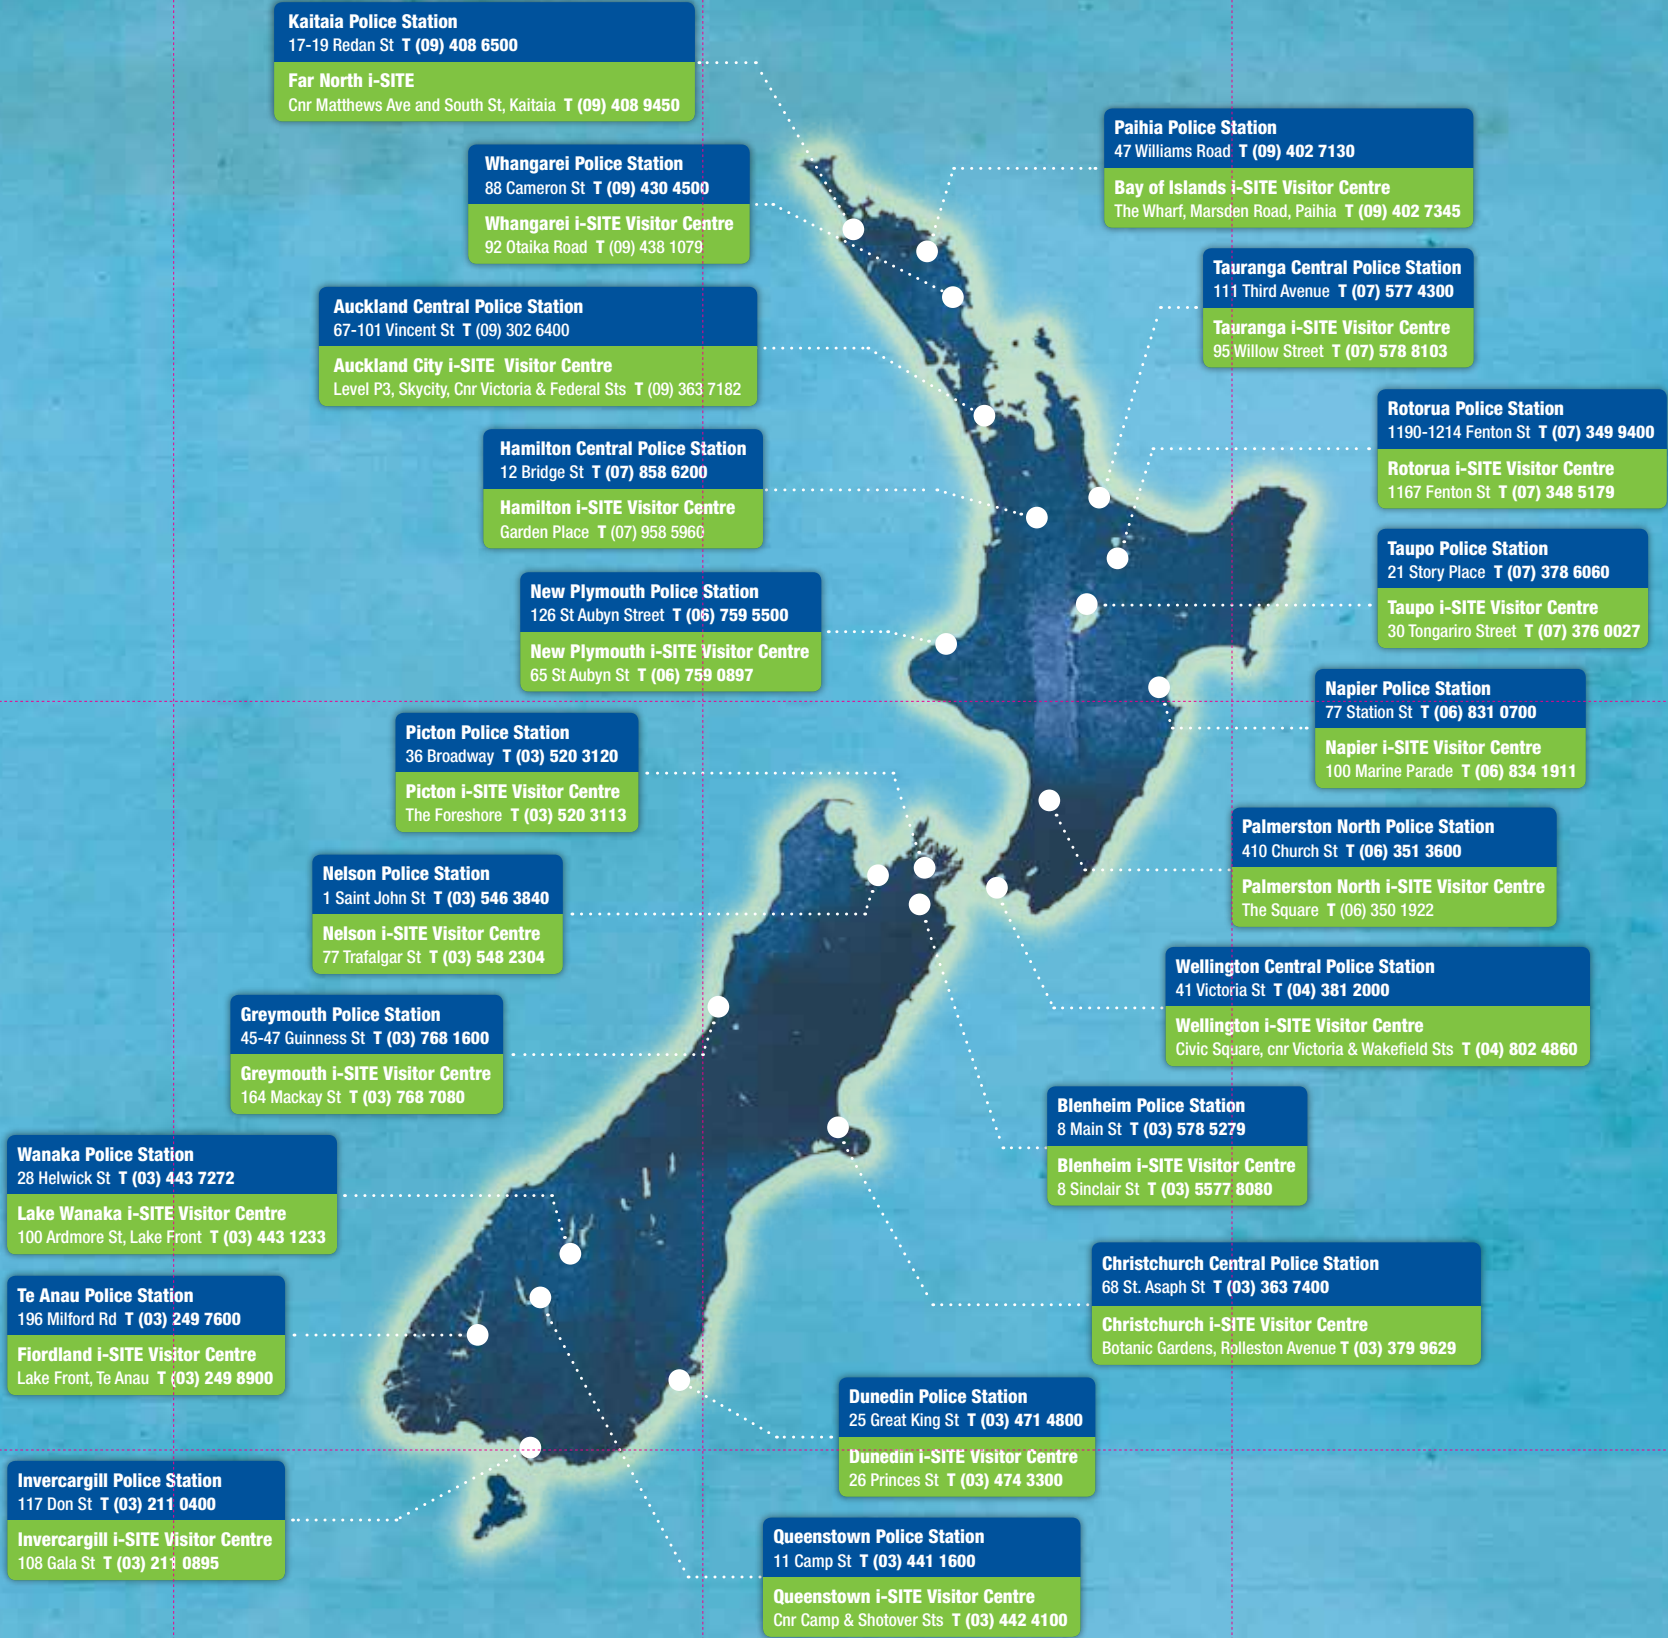 Kaitaia Police Station
17-19 Redan St T (09) 408 6500
Far North i-SITE
Cnr Matthews Ave and South St, Kaitaia T (09) 408 9450
Paihia Police Station
47 Williams Road T (09) 402 7130
Bay of Islands i-SITE Visitor Centre
The Wharf, Marsden Road, Paihia T (09) 402 7345
Whangarei Police Station
88 Cameron St T (09) 430 4500
Whangarei i-SITE Visitor Centre
92 Otaika Road T (09) 438 1079
Tauranga Central Police Station
111 Third Avenue T (07) 577 4300
Tauranga i-SITE Visitor Centre
95 Willow Street T (07) 578 8103
Auckland Central Police Station
67-101 Vincent St T (09) 302 6400
Auckland City i-SITE Visitor Centre
Level P3, Skycity, Cnr Victoria & Federal Sts T (09) 363 7182
Rotorua Police Station
1190-1214 Fenton St T (07) 349 9400
Rotorua i-SITE Visitor Centre
1167 Fenton St T (07) 348 5179
Hamilton Central Police Station
12 Bridge St T (07) 858 6200
Hamilton i-SITE Visitor Centre
Garden Place T (07) 958 5960
Taupo Police Station
21 Story Place T (07) 378 6060
Taupo i-SITE Visitor Centre
30 Tongariro Street T (07) 376 0027
New Plymouth Police Station
126 St Aubyn Street T (06) 759 5500
New Plymouth i-SITE Visitor Centre
65 St Aubyn St T (06) 759 0897
Napier Police Station
77 Station St T (06) 831 0700
Napier i-SITE Visitor Centre
100 Marine Parade T (06) 834 1911
Picton Police Station
36 Broadway T (03) 520 3120
Picton i-SITE Visitor Centre
The Foreshore T (03) 520 3113
Palmerston North Police Station
410 Church St T (06) 351 3600
Palmerston North i-SITE Visitor Centre
The Square T (06) 350 1922
Nelson Police Station
1 Saint John St T (03) 546 3840
Nelson i-SITE Visitor Centre
77 Trafalgar St T (03) 548 2304
Wellington Central Police Station
41 Victoria St T (04) 381 2000
Wellington i-SITE Visitor Centre
Civic Square, cnr Victoria & Wakefield Sts T (04) 802 4860
Greymouth Police Station
45-47 Guinness St T (03) 768 1600
Greymouth i-SITE Visitor Centre
164 Mackay St T (03) 768 7080
Blenheim Police Station
8 Main St T (03) 578 5279
Blenheim i-SITE Visitor Centre
8 Sinclair St T (03) 5577 8080
Wanaka Police Station
28 Helwick St T (03) 443 7272
Lake Wanaka i-SITE Visitor Centre
100 Ardmore St, Lake Front T (03) 443 1233
Christchurch Central Police Station
68 St. Asaph St T (03) 363 7400
Christchurch i-SITE Visitor Centre
Botanic Gardens, Rolleston Avenue T (03) 379 9629
Te Anau Police Station
196 Milford Rd T (03) 249 7600
Fiordland i-SITE Visitor Centre
Lake Front, Te Anau T (03) 249 8900
Dunedin Police Station
25 Great King St T (03) 471 4800
Dunedin i-SITE Visitor Centre
26 Princes St T (03) 474 3300
Invercargill Police Station
117 Don St T (03) 211 0400
Invercargill i-SITE Visitor Centre
108 Gala St T (03) 211 0895
Queenstown Police Station
11 Camp St T (03) 441 1600
Queenstown i-SITE Visitor Centre
Cnr Camp & Shotover Sts T (03) 442 4100